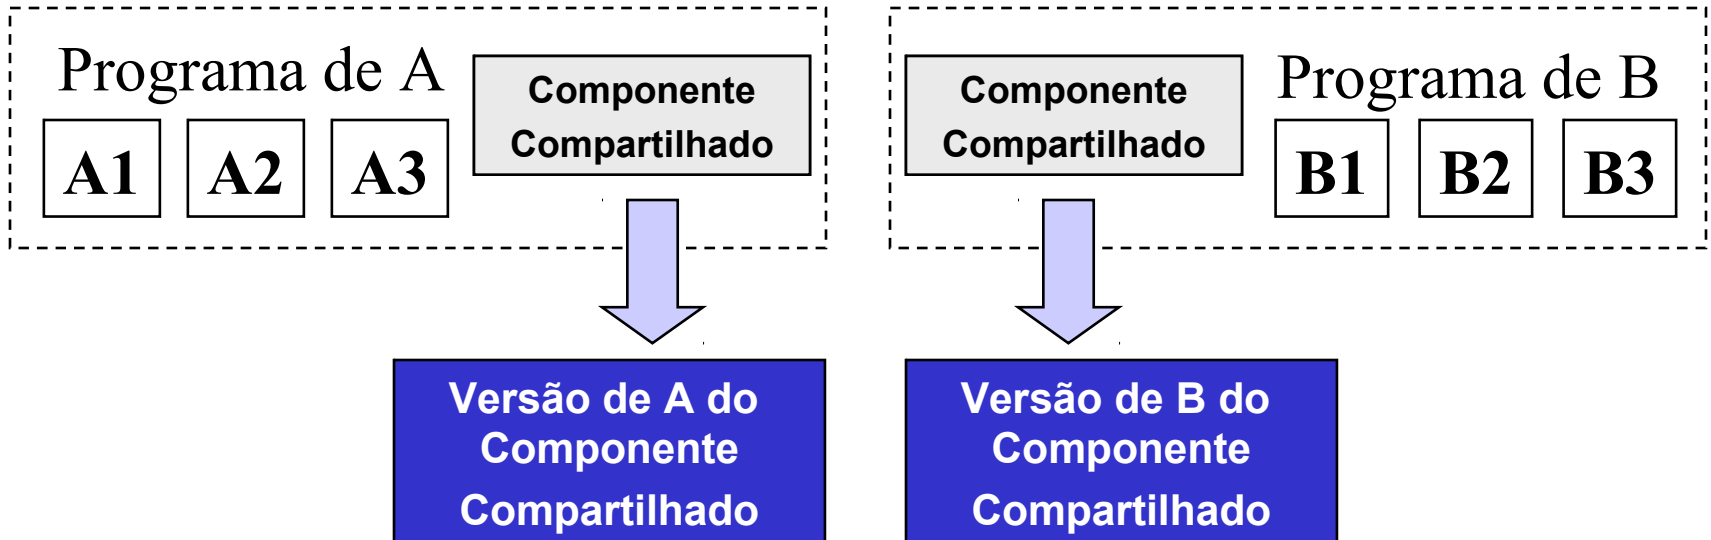 Programa de A
Componente
Compartilhado
A1 A2 A3
Componente
Compartilhado
Programa de B
B1 B2 B3
Versão de A do
Componente
Compartilhado
Versão de B do
Componente
Compartilhado